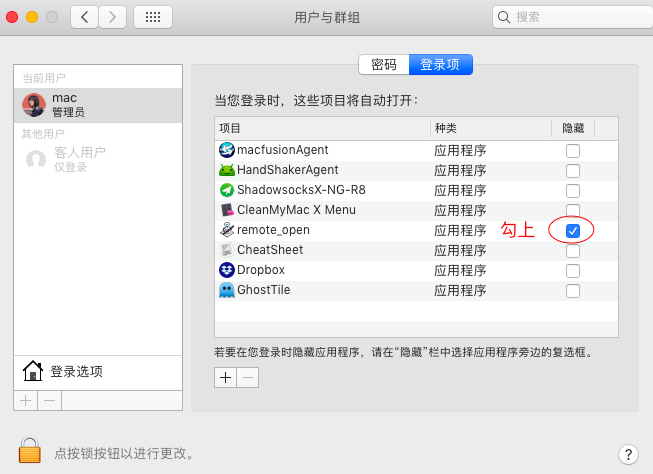 用户与群组
搜索
密码
登录项
当前用户
mac
管理员
其他用户
客人用户
仅登录
登录选项
当您登录时，这些项目将自动打开：
项目 种类 隐藏
macfusionAgent 应用程序
HandShakerAgent 应用程序
ShadowsocksX-NG-R8 应用程序
CleanMyMac X Menu 应用程序
remote_open 应用程序 勾上
CheatSheet 应用程序
Dropbox 应用程序
GhostTile 应用程序
若要在您登录时隐藏应用程序，请在“隐藏”栏中选择应用程序旁边的复选框。
点按锁按钮以进行更改。
?